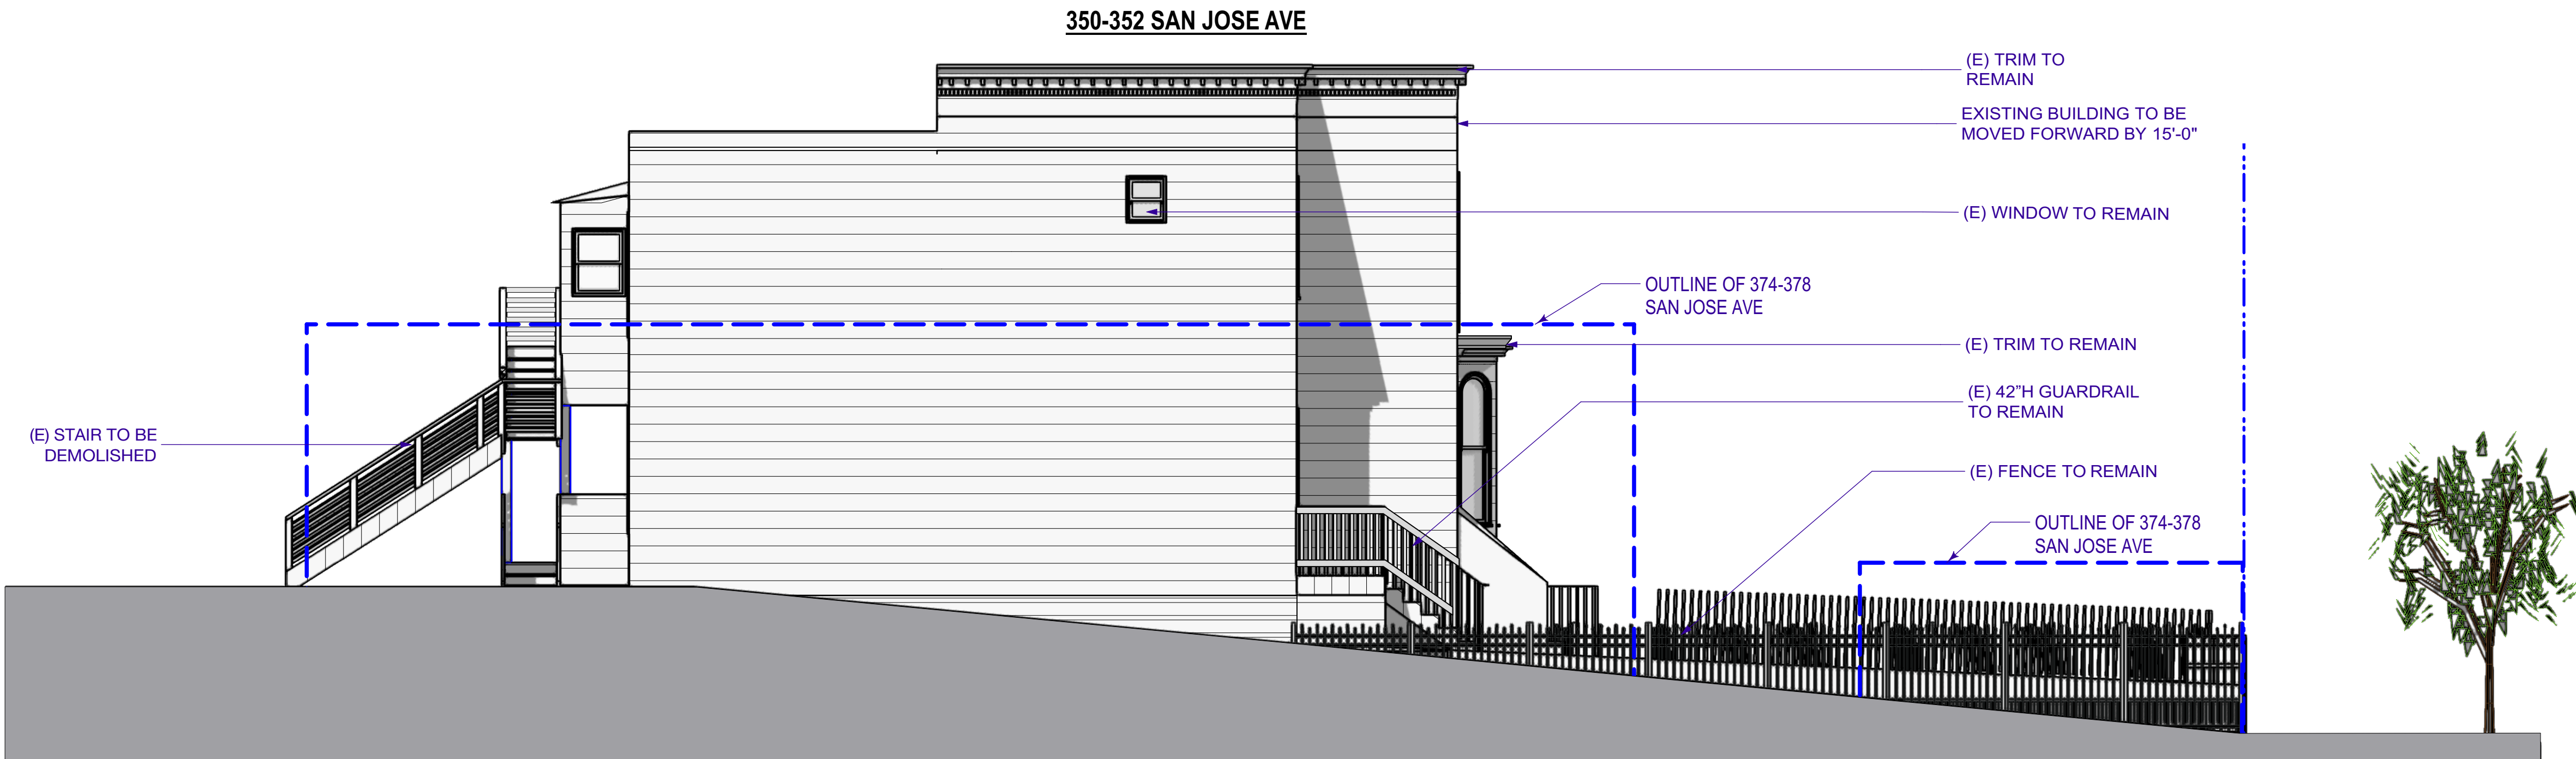 350-352 SAN JOSE AVE
(E) TRIM TO
REMAIN
EXISTING BUILDING TO BE
MOVED FORWARD BY 15'-0"
(E) WINDOW TO REMAIN
OUTLINE OF 374-378
SAN JOSE AVE
(E) TRIM TO REMAIN
(E) 42”H GUARDRAIL
TO REMAIN
(E) STAIR TO BE
DEMOLISHED
(E) FENCE TO REMAIN
OUTLINE OF 374-378
SAN JOSE AVE